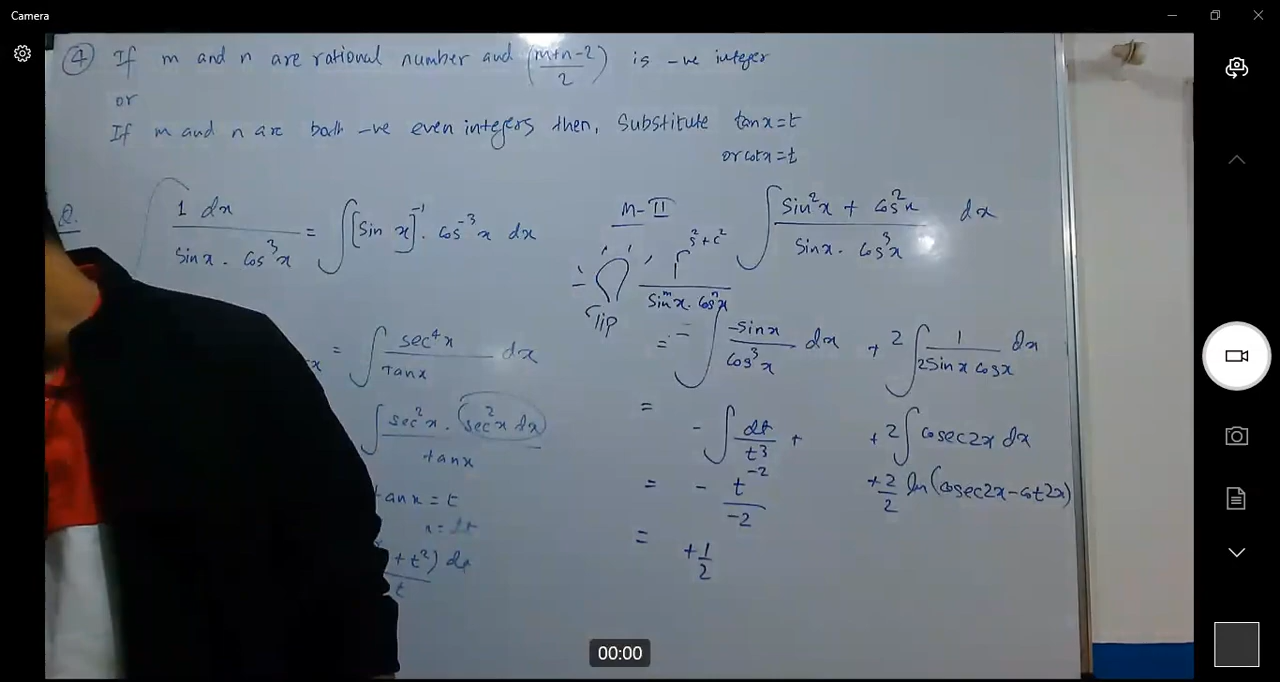 Camera
④ If m and n are rational number and (m+n-2)/2 is -ve integer
or
If m and n are both -ve even integers then, Substitute tanx=t
or cotx=t
Q. ∫ 1 dx / Sinx · Cos³x = ∫ [Sin x]⁻¹ · Cos⁻³x dx
= ∫ sec⁴x / Tanx dx
∫ sec²x · (sec²x dx) / tanx
tanx = t
x = dt
+ t²) dt / t
M-II ∫ Sin²x + Cos²x / Sinx · Cos³x dx
Tip s²+c²
1 / Sinᵐx · Cosⁿx
= - ∫ -Sinx / Cos³x dx + 2 ∫ 1 / 2Sinx Cosx dx
= - ∫ dt / t³ + + 2 ∫ Cosec2x dx
= - t⁻² / -2 + 2/2 ln(Cosec2x-Cot2x)
= + 1/2
00:00